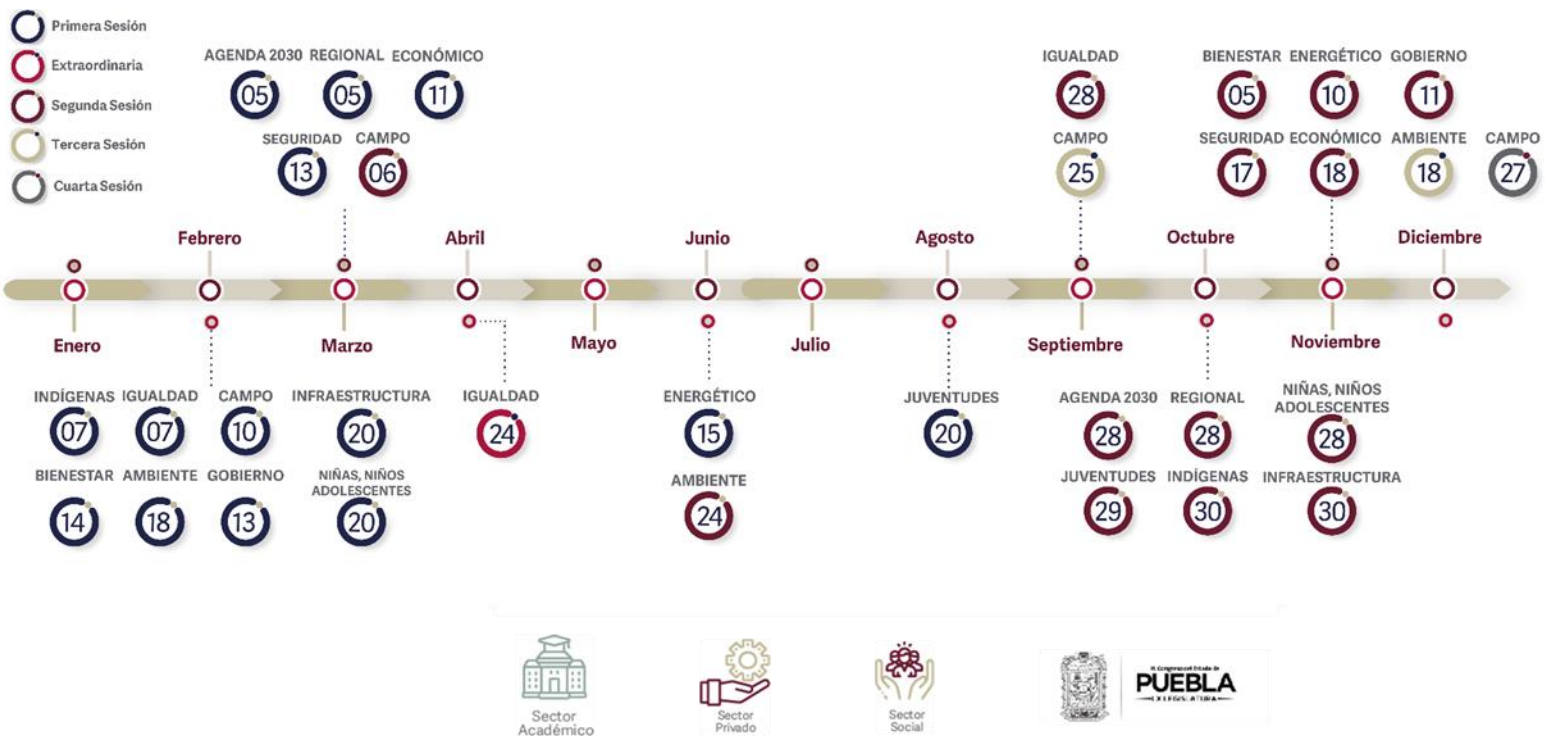 Primera Sesión
Extraordinaria
Segunda Sesión
Tercera Sesión
Cuarta Sesión
AGENDA 2030 REGIONAL ECONÓMICO
05 05 11
SEGURIDAD CAMPO
13 06
IGUALDAD
28
CAMPO
25
BIENESTAR ENERGÉTICO GOBIERNO
05 10 11
SEGURIDAD ECONÓMICO AMBIENTE CAMPO
17 18 18 27
Febrero Abril Junio Agosto Octubre Diciembre
Enero Marzo Mayo Julio Septiembre Noviembre
INDÍGENAS IGUALDAD CAMPO INFRAESTRUCTURA
07 07 10 20
BIENESTAR AMBIENTE GOBIERNO NIÑAS, NIÑOS
ADOLESCENTES
14 18 13 20
IGUALDAD
24
ENERGÉTICO
15
AMBIENTE
24
JUVENTUDES
20
AGENDA 2030 REGIONAL NIÑAS, NIÑOS
ADOLESCENTES
28 28 28
JUVENTUDES INDÍGENAS INFRAESTRUCTURA
29 30 30
Sector
Académico
Sector
Privado
Sector
Social
H. Congreso del Estado de
PUEBLA
LEGISLATURA